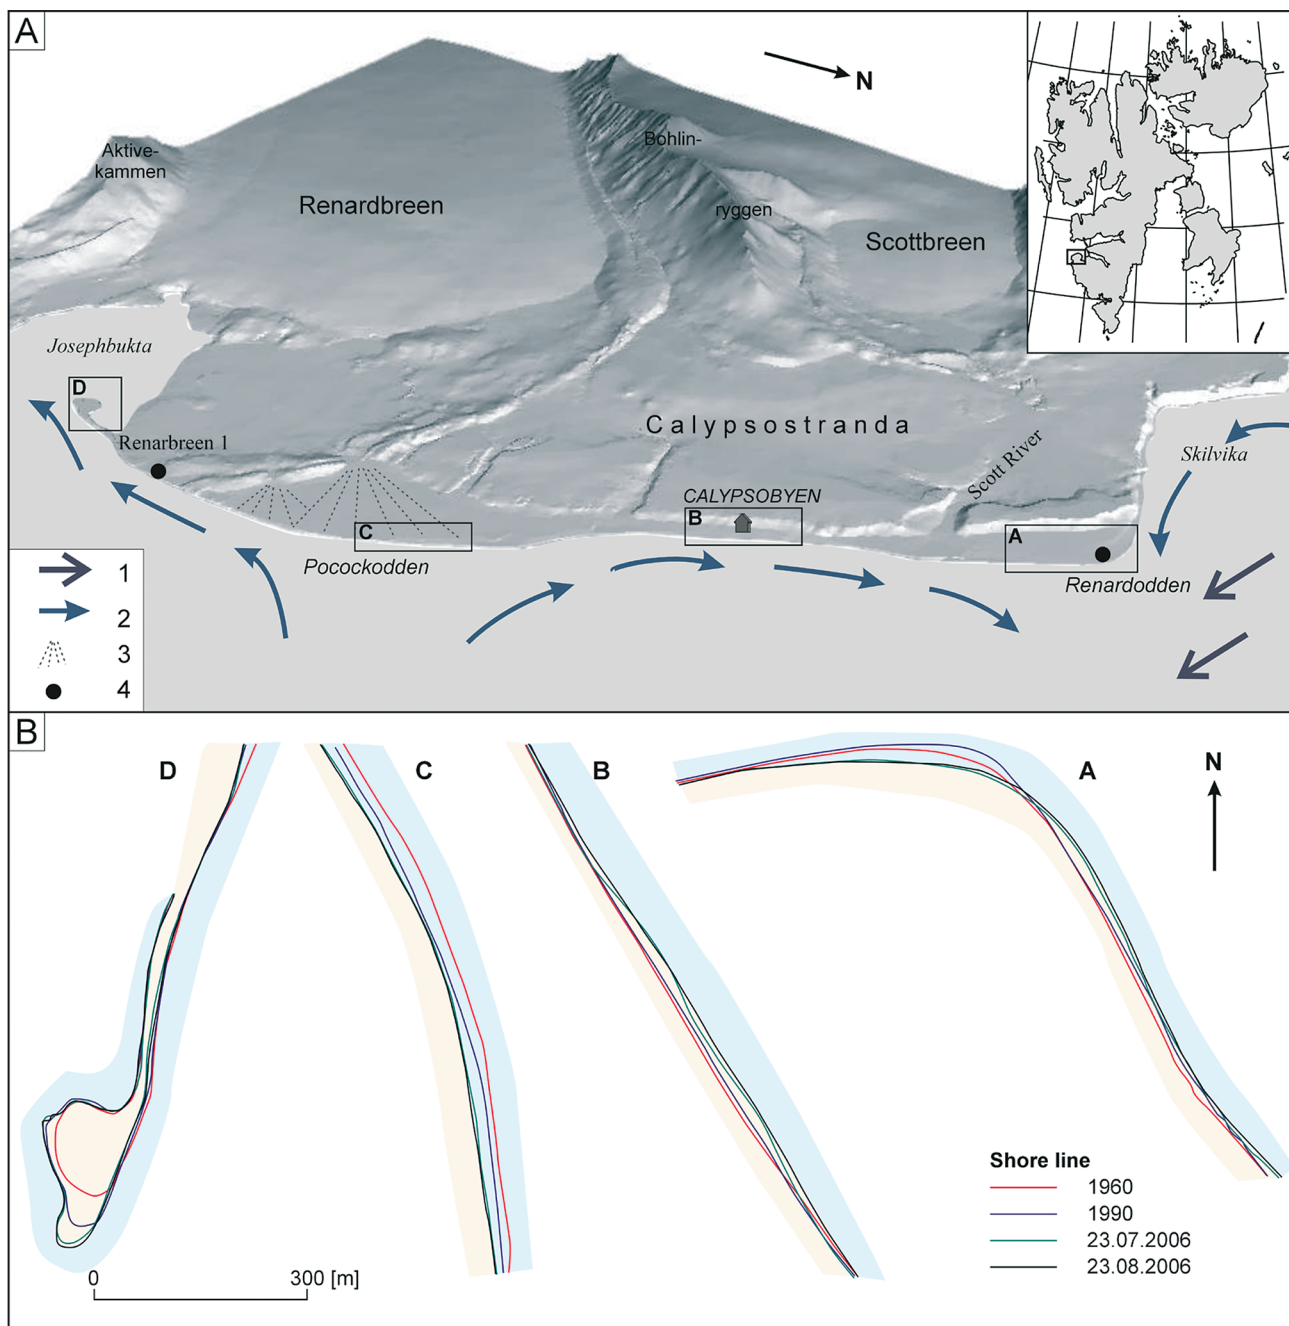 A
N
Aktive-
kammen
Bohlin-
ryggen
Renardbreen
Scottbreen
Josephbukta
D
Renarbreen 1
Calypsostranda
Scott River
Skilvika
CALYPSOBYEN
B
C
A
Pocockodden
Renardodden
1
2
3
4
B
D
C
B
A
N
Shore line
1960
1990
23.07.2006
23.08.2006
0 300 [m]